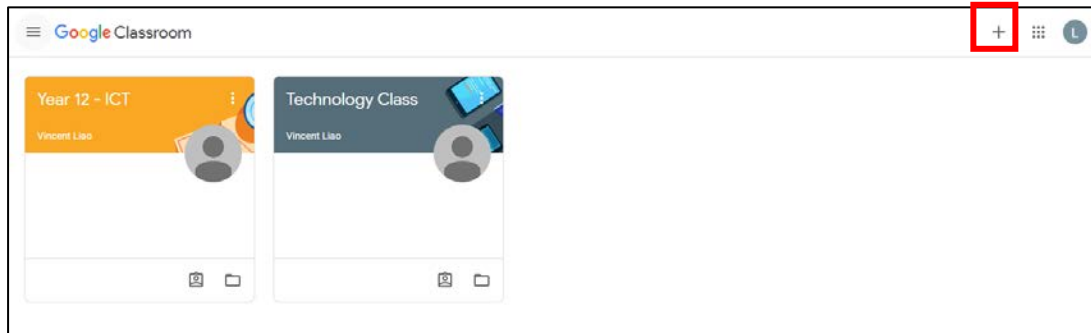 Google Classroom
L
Year 12 - ICT
Vincent Liao
Technology Class
Vincent Liao